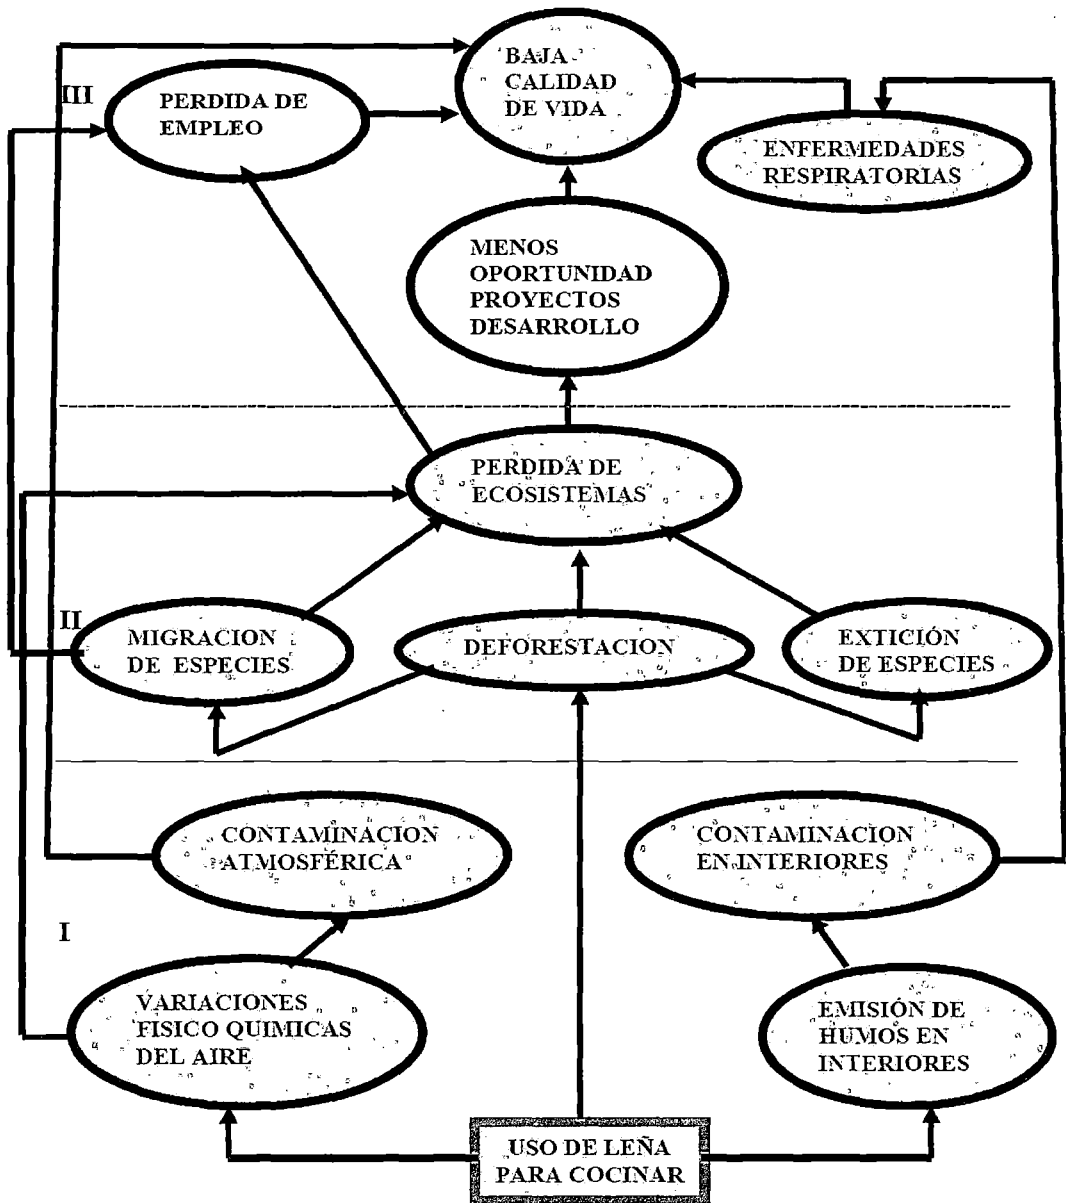 BAJA
CALIDAD
DE VIDA
III
PERDIDA DE
EMPLEO
ENFERMEDADES
RESPIRATORIAS
MENOS
OPORTUNIDAD
PROYECTOS
DESARROLLO
PERDIDA DE
ECOSISTEMAS
II
MIGRACION
DE ESPECIES
DEFORESTACION
EXTICIÓN
DE ESPECIES
CONTAMINACION
ATMOSFÉRICA
CONTAMINACION
EN INTERIORES
I
VARIACIONES
FISICO QUIMICAS
DEL AIRE
EMISIÓN DE
HUMOS EN
INTERIORES
USO DE LEÑA
PARA COCINAR